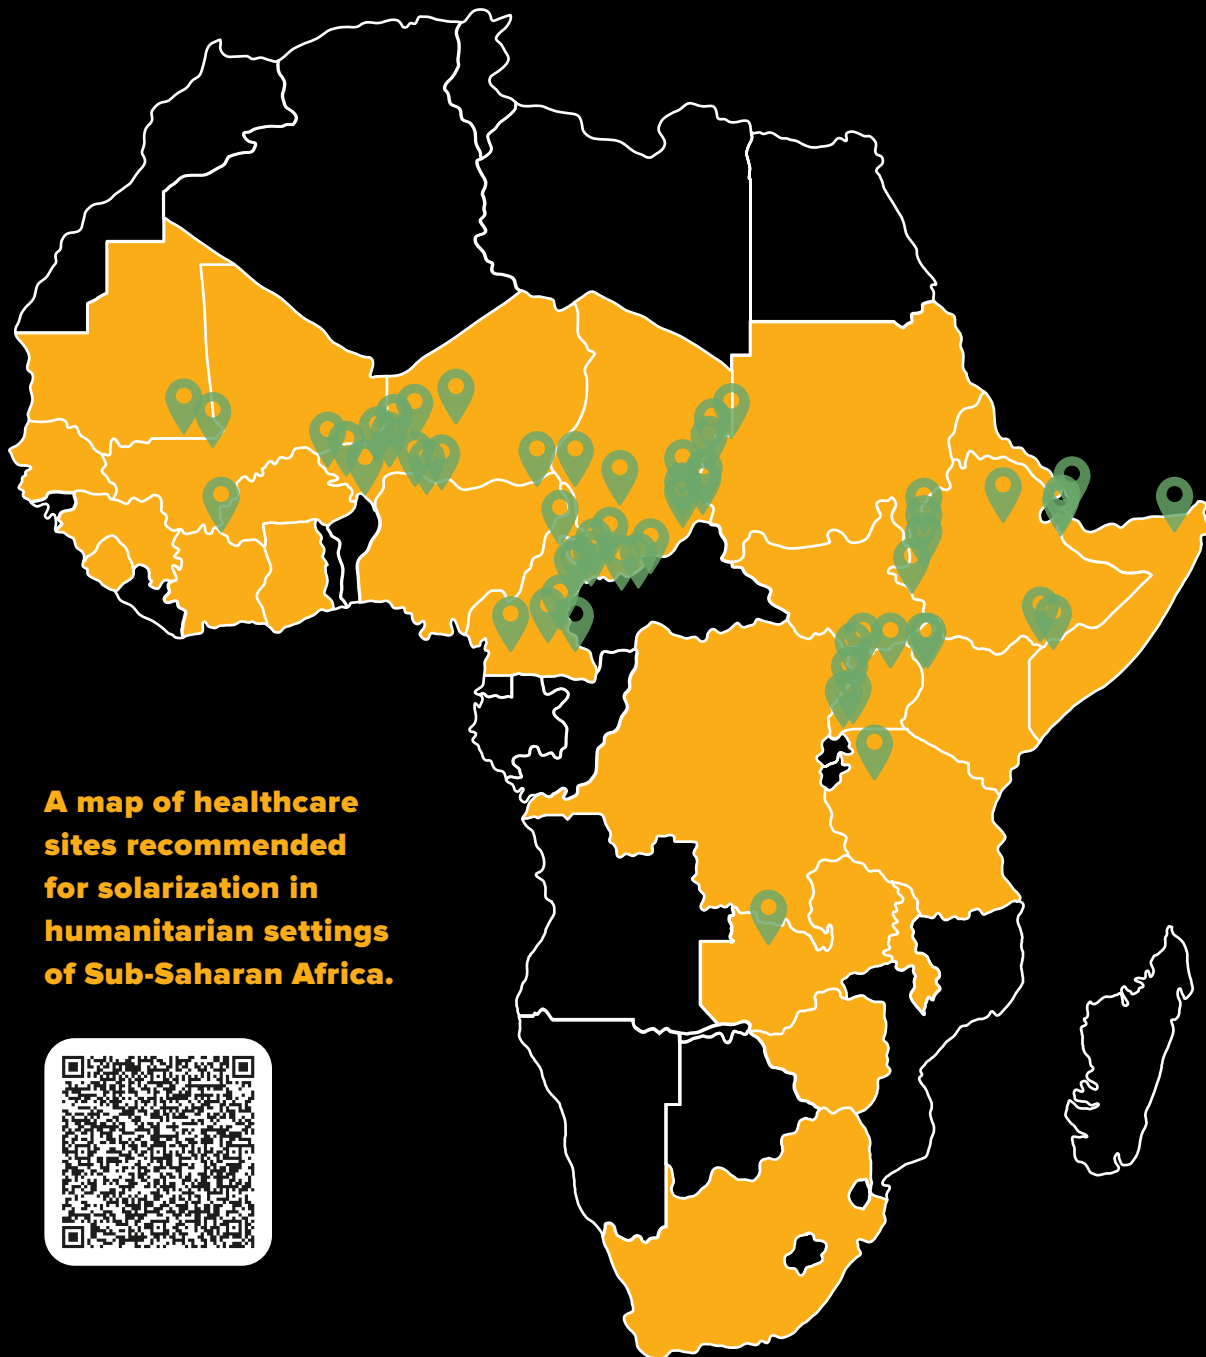 A map of healthcare
sites recommended
for solarization in
humanitarian settings
of Sub-Saharan Africa.